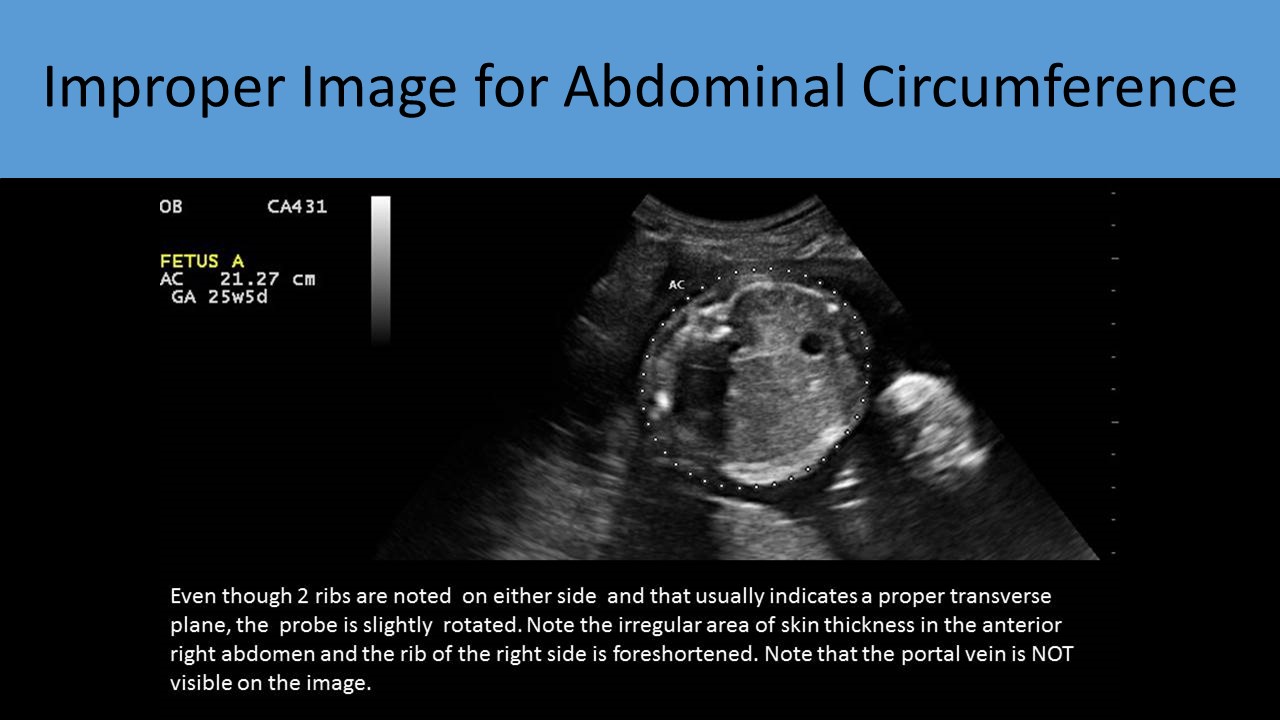 Improper Image for Abdominal Circumference
OB CA431
FETUS A
AC 21.27 cm
GA 25w5d
AC
Even though 2 ribs are noted on either side and that usually indicates a proper transverse
plane, the probe is slightly rotated. Note the irregular area of skin thickness in the anterior
right abdomen and the rib of the right side is foreshortened. Note that the portal vein is NOT
visible on the image.